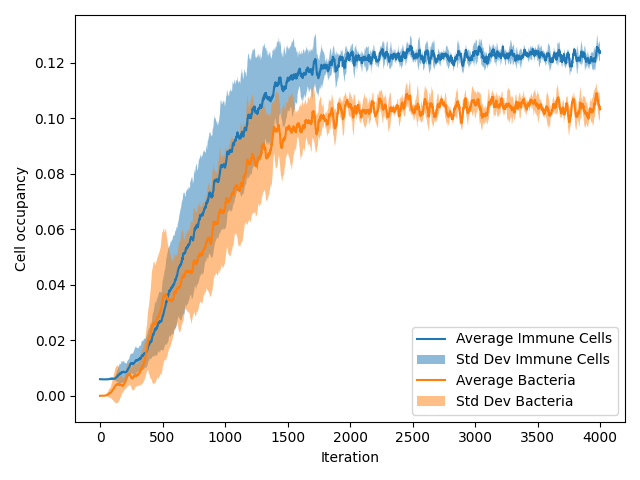 Cell occupancy
0.12
0.10
0.08
0.06
0.04
0.02
0.00
Average Immune Cells
Std Dev Immune Cells
Average Bacteria
Std Dev Bacteria
0 500 1000 1500 2000 2500 3000 3500 4000
Iteration